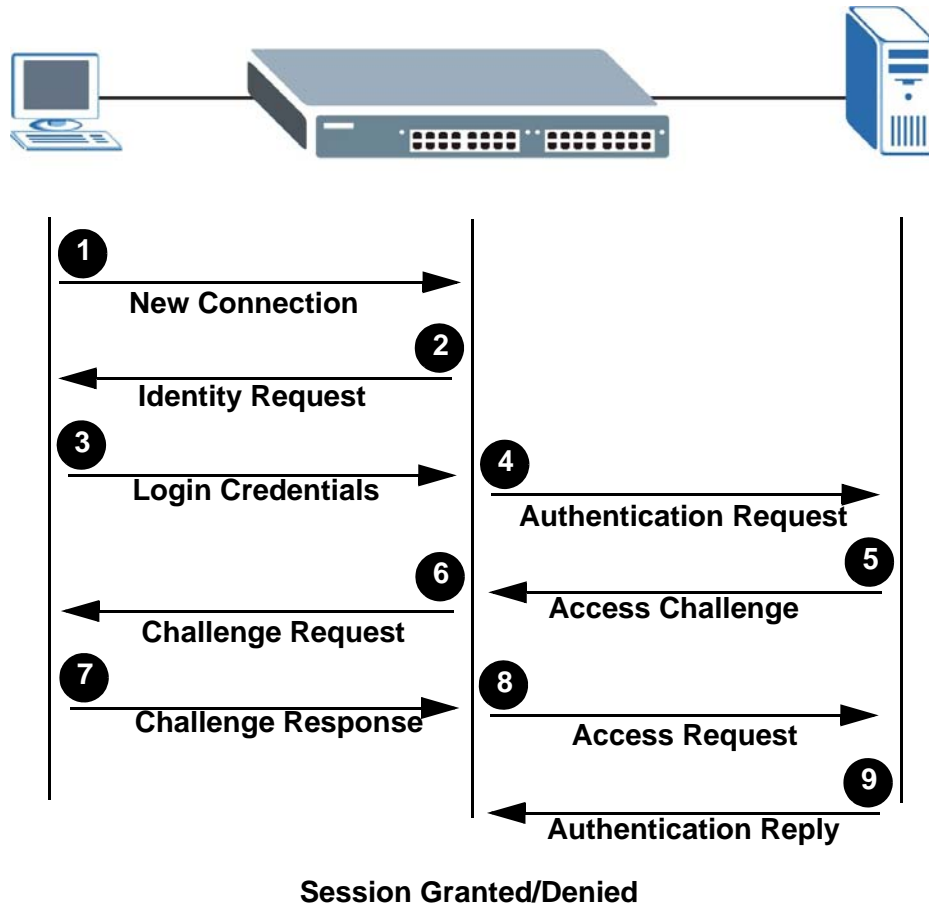 1
New Connection
2
Identity Request
3
Login Credentials
4
Authentication Request
5
Access Challenge
6
Challenge Request
7
Challenge Response
8
Access Request
9
Authentication Reply
Session Granted/Denied